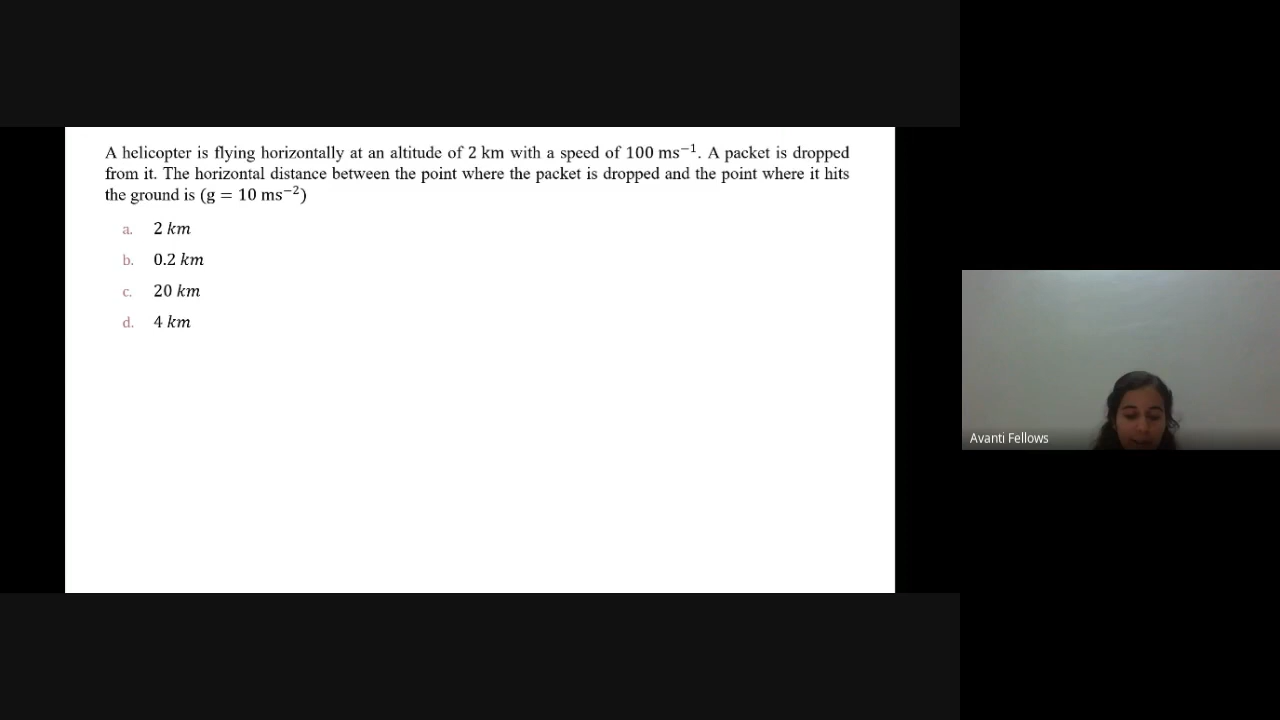 A helicopter is flying horizontally at an altitude of 2 km with a speed of 100 ms⁻¹. A packet is dropped
from it. The horizontal distance between the point where the packet is dropped and the point where it hits
the ground is (g = 10 ms⁻²)
a. 2 km
b. 0.2 km
c. 20 km
d. 4 km
Avanti Fellows